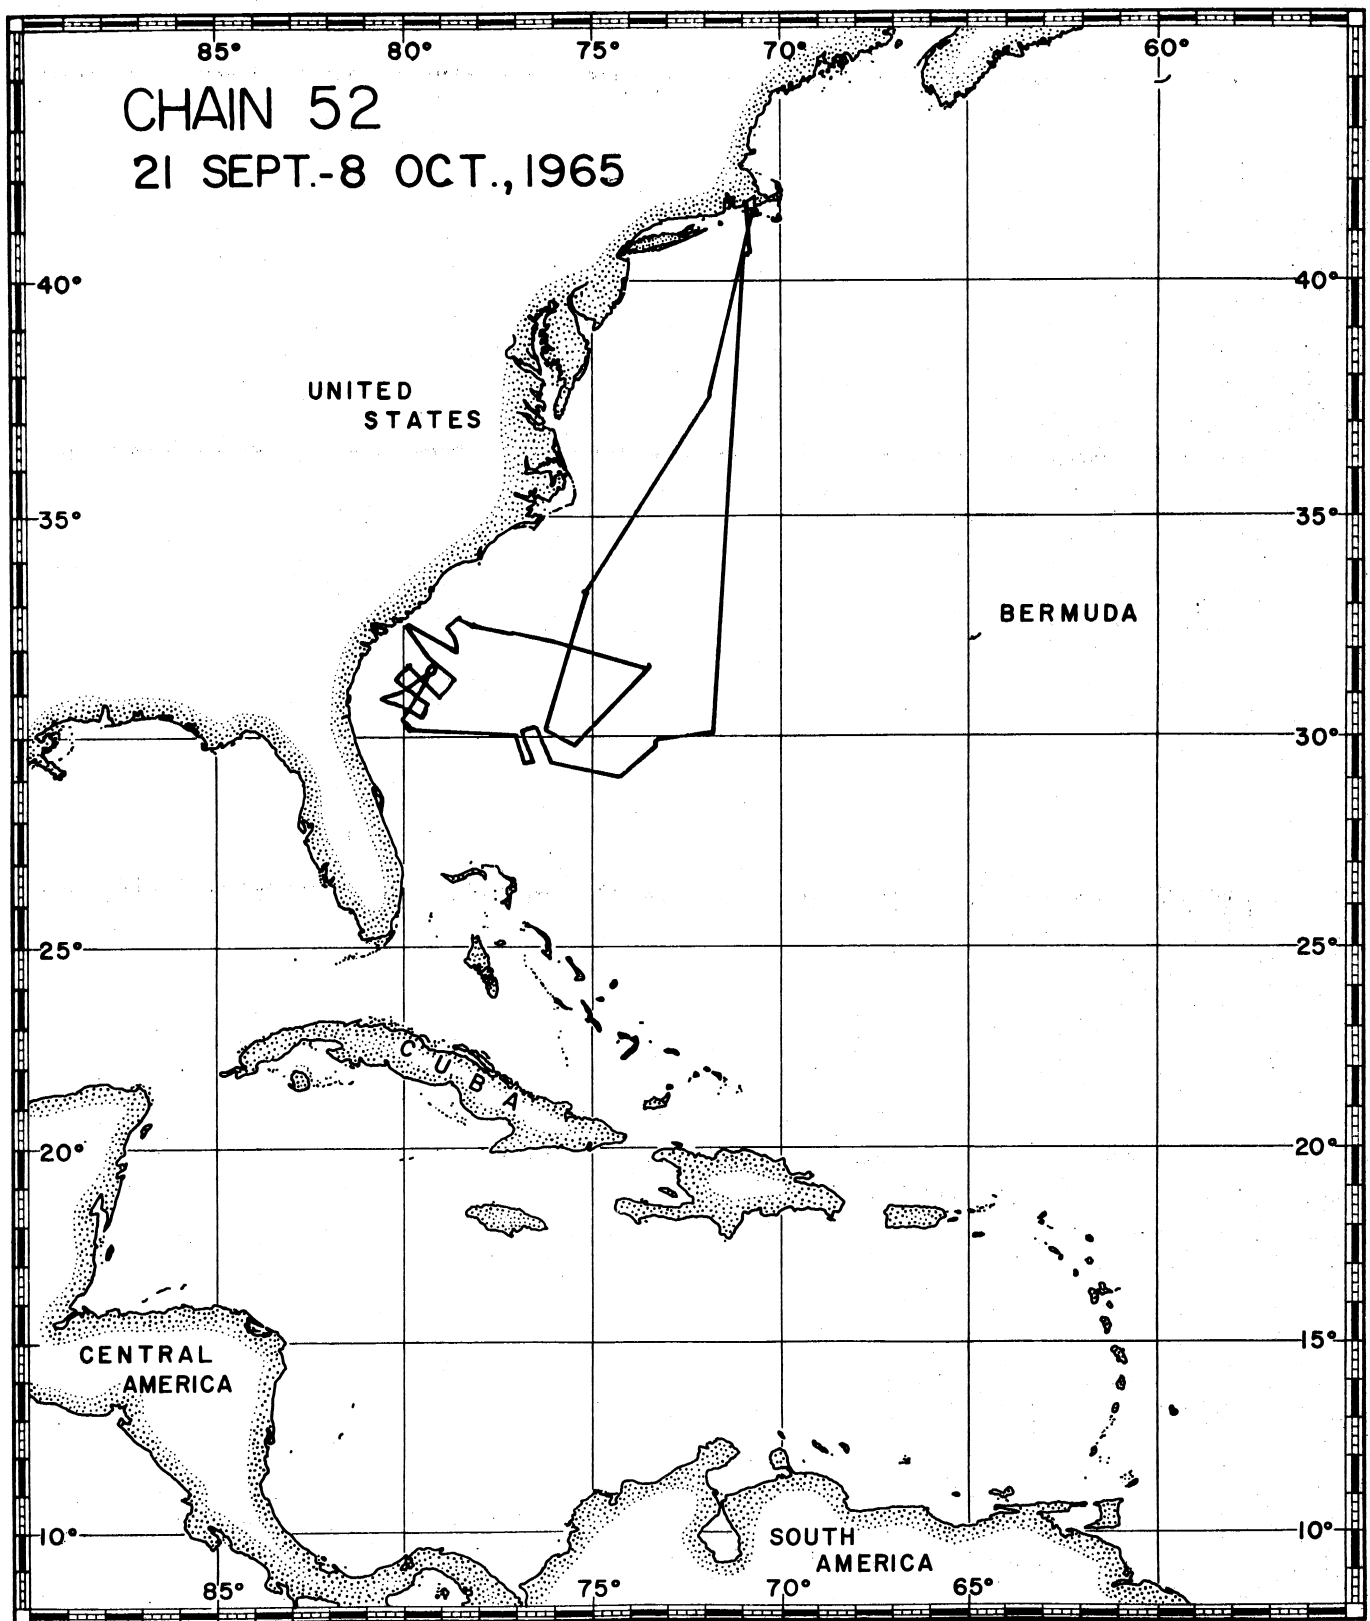 85° 80° 75° 70° 60°
CHAIN 52
21 SEPT.-8 OCT., 1965
40° 40°
UNITED
STATES
35° 35°
BERMUDA
30° 30°
25° 25°
CUBA
20° 20°
15°
CENTRAL
AMERICA
10° 10°
SOUTH
AMERICA
85° 75° 70° 65°